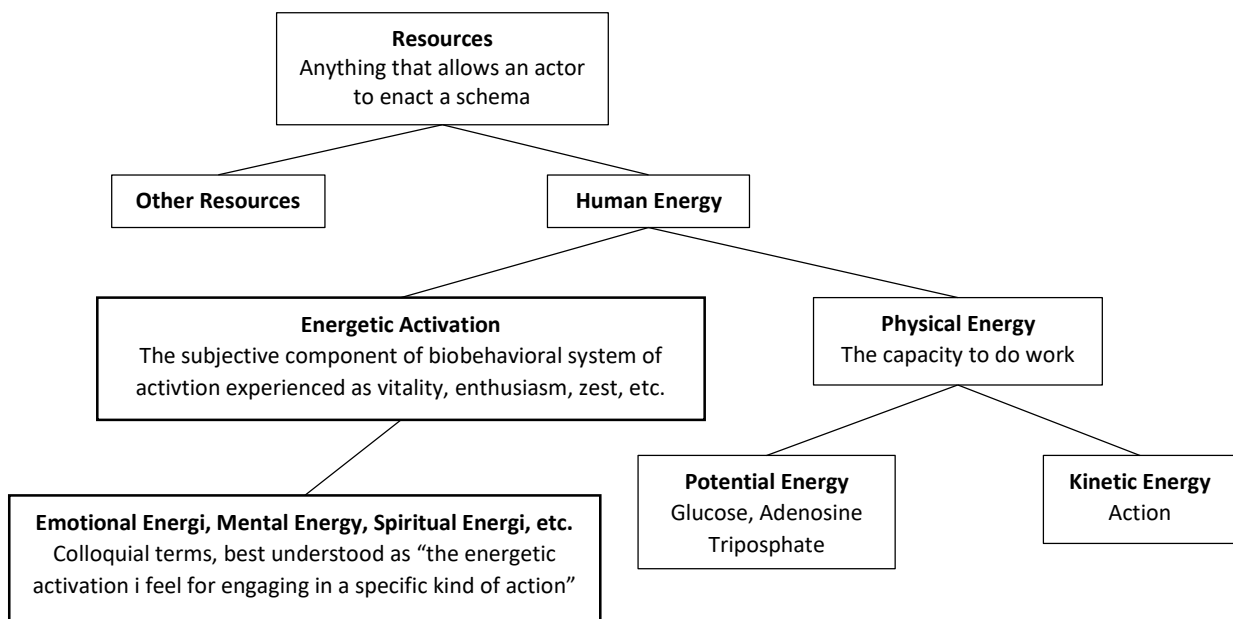 Resources
Anything that allows an actor
to enact a schema
Other Resources
Human Energy
Energetic Activation
The subjective component of biobehavioral system of
activtion experienced as vitality, enthusiasm, zest, etc.
Physical Energy
The capacity to do work
Emotional Energi, Mental Energy, Spiritual Energi, etc.
Colloquial terms, best understood as “the energetic
activation i feel for engaging in a specific kind of action”
Potential Energy
Glucose, Adenosine
Triposphate
Kinetic Energy
Action